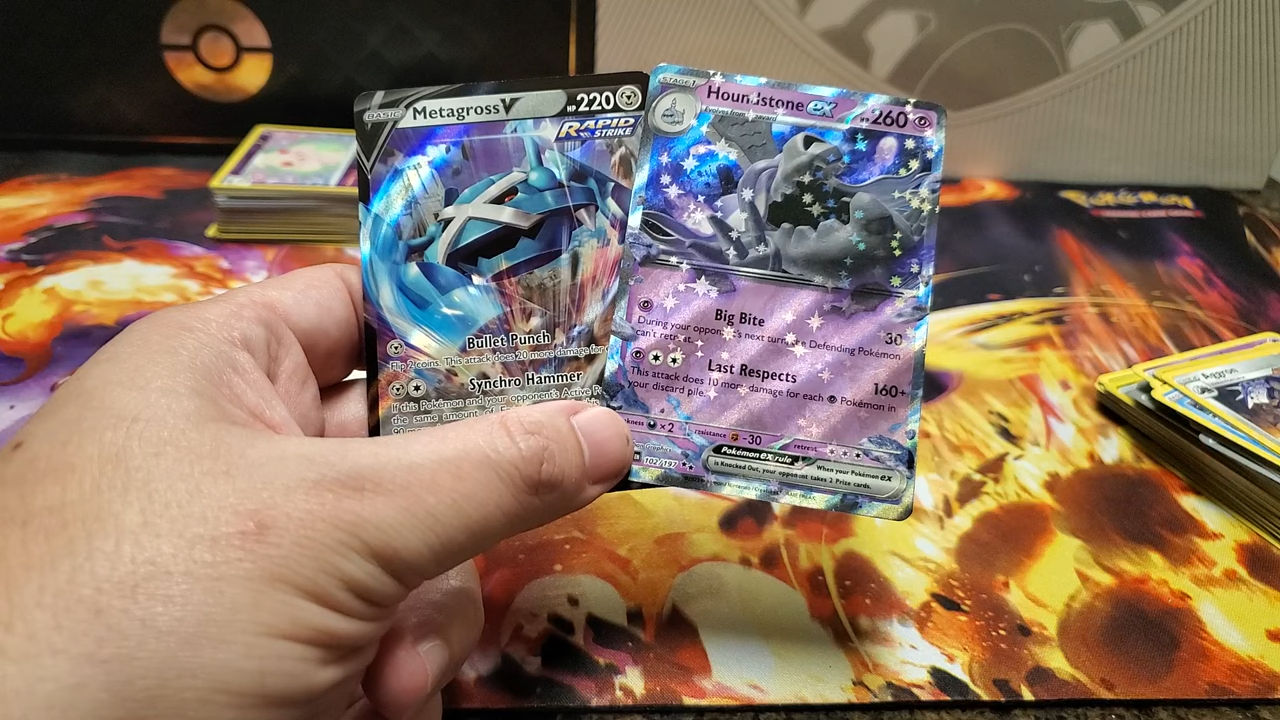 BASIC
Metagross V
HP 220
RAPID
STRIKE
Bullet Punch
Flip 2 coins. This attack does 20 more damage for
Synchro Hammer
If this Pokémon and your opponent's Active
the same amount of
STAGE 1
Houndstone ex
HP 260
Evolves from
Big Bite
30
During your opponent's next turn, the Defending Pokémon
can't retreat.
Last Respects
160+
This attack does 10 more damage for each Pokémon in
your discard pile.
×2
resistance -30
retreat
EN 102/197
Pokémon ex rule
When your Pokémon ex
is Knocked Out, your opponent takes 2 Prize cards.
Pokémon
Aggron